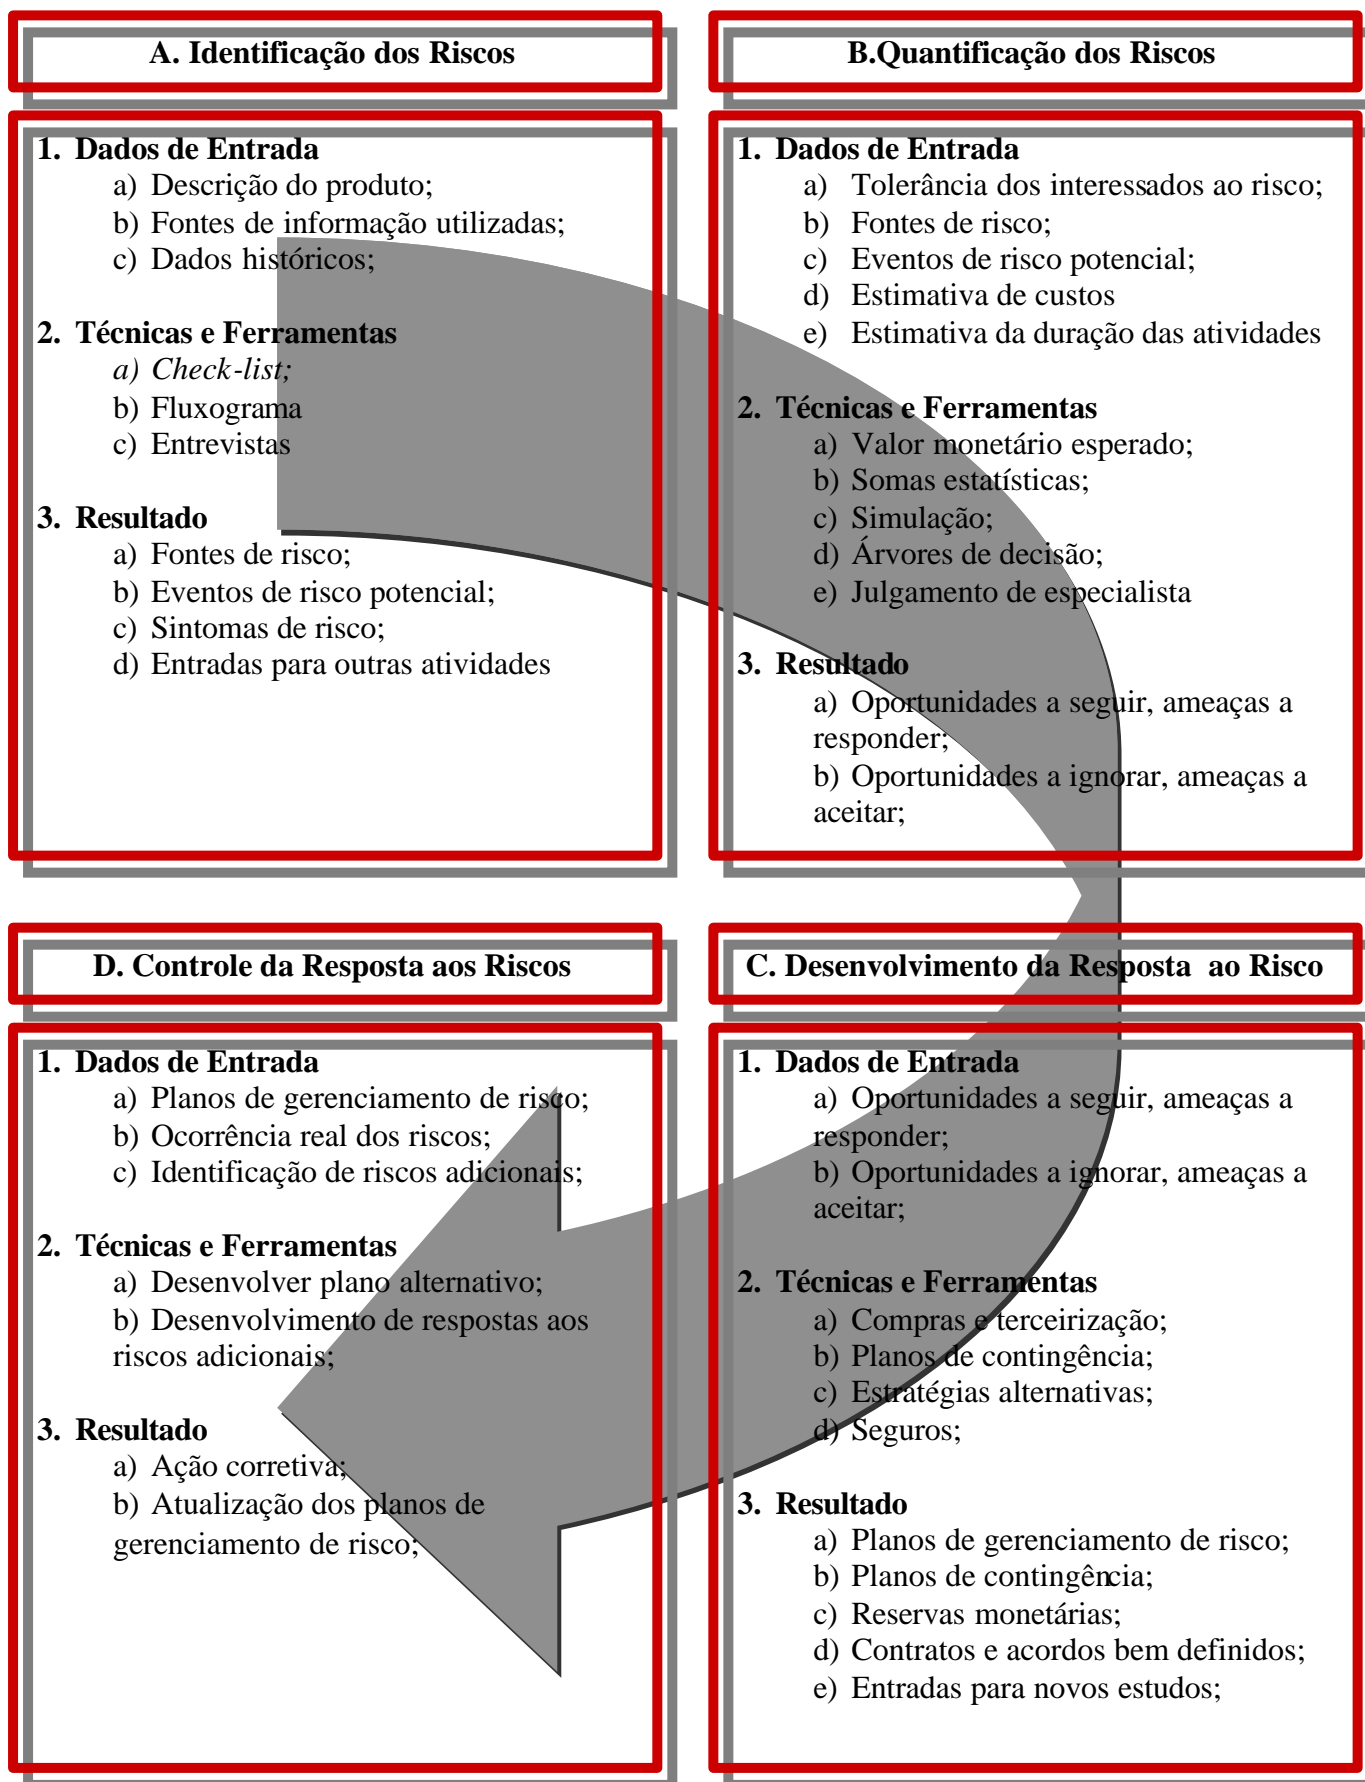 A. Identificação dos Riscos
1. Dados de Entrada
a) Descrição do produto;
b) Fontes de informação utilizadas;
c) Dados históricos;
2. Técnicas e Ferramentas
a) Check-list;
b) Fluxograma
c) Entrevistas
3. Resultado
a) Fontes de risco;
b) Eventos de risco potencial;
c) Sintomas de risco;
d) Entradas para outras atividades
B.Quantificação dos Riscos
1. Dados de Entrada
a) Tolerância dos interessados ao risco;
b) Fontes de risco;
c) Eventos de risco potencial;
d) Estimativa de custos
e) Estimativa da duração das atividades
2. Técnicas e Ferramentas
a) Valor monetário esperado;
b) Somas estatísticas;
c) Simulação;
d) Árvores de decisão;
e) Julgamento de especialista
3. Resultado
a) Oportunidades a seguir, ameaças a
responder;
b) Oportunidades a ignorar, ameaças a
aceitar;
D. Controle da Resposta aos Riscos
1. Dados de Entrada
a) Planos de gerenciamento de risco;
b) Ocorrência real dos riscos;
c) Identificação de riscos adicionais;
2. Técnicas e Ferramentas
a) Desenvolver plano alternativo;
b) Desenvolvimento de respostas aos
riscos adicionais;
3. Resultado
a) Ação corretiva;
b) Atualização dos planos de
gerenciamento de risco;
C. Desenvolvimento da Resposta ao Risco
1. Dados de Entrada
a) Oportunidades a seguir, ameaças a
responder;
b) Oportunidades a ignorar, ameaças a
aceitar;
2. Técnicas e Ferramentas
a) Compras e terceirização;
b) Planos de contingência;
c) Estratégias alternativas;
d) Seguros;
3. Resultado
a) Planos de gerenciamento de risco;
b) Planos de contingência;
c) Reservas monetárias;
d) Contratos e acordos bem definidos;
e) Entradas para novos estudos;